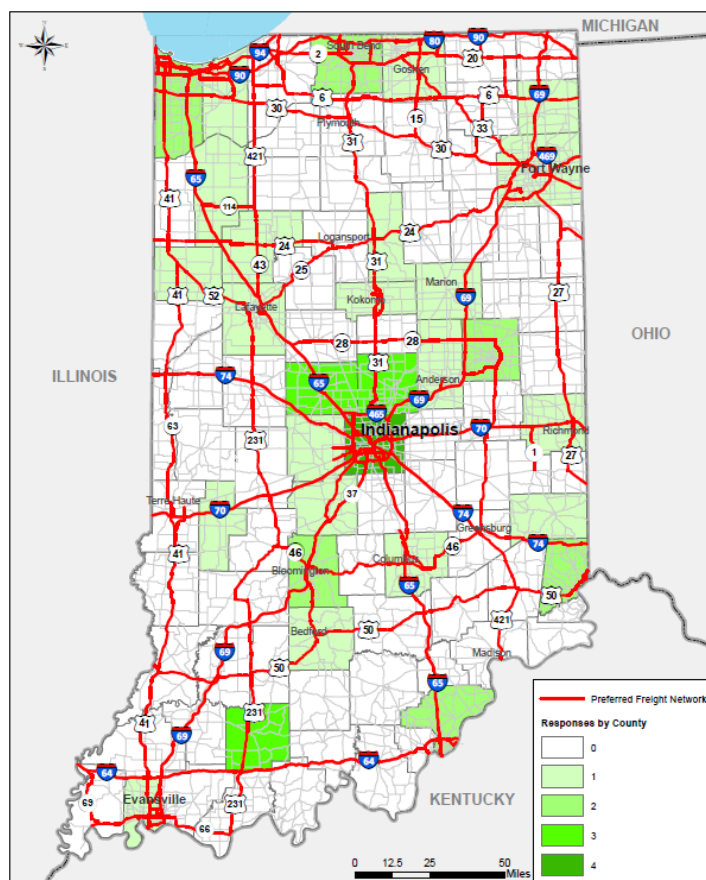 MICHIGAN
N
W
E
S
94
80
90
South Bend
2
20
90
Goshen
6
6
30
69
Plymouth
15
33
31
30
421
469
Fort Wayne
65
41
114
Logansport
24
24
43
25
31
27
41
52
Marion
Kokomo
69
Lafayette
OHIO
28
28
31
ILLINOIS
74
65
Anderson
69
465
63
Indianapolis
70
Richmond
231
1
27
37
Terre Haute
70
74
Greensburg
41
46
Columbus
46
74
Bloomington
65
50
Bedford
50
421
69
50
Madison
65
231
41
69
64
64
69
Evansville
231
66
KENTUCKY
Preferred Freight Network
Responses by County
0
1
2
3
4
0 12.5 25 50
Miles